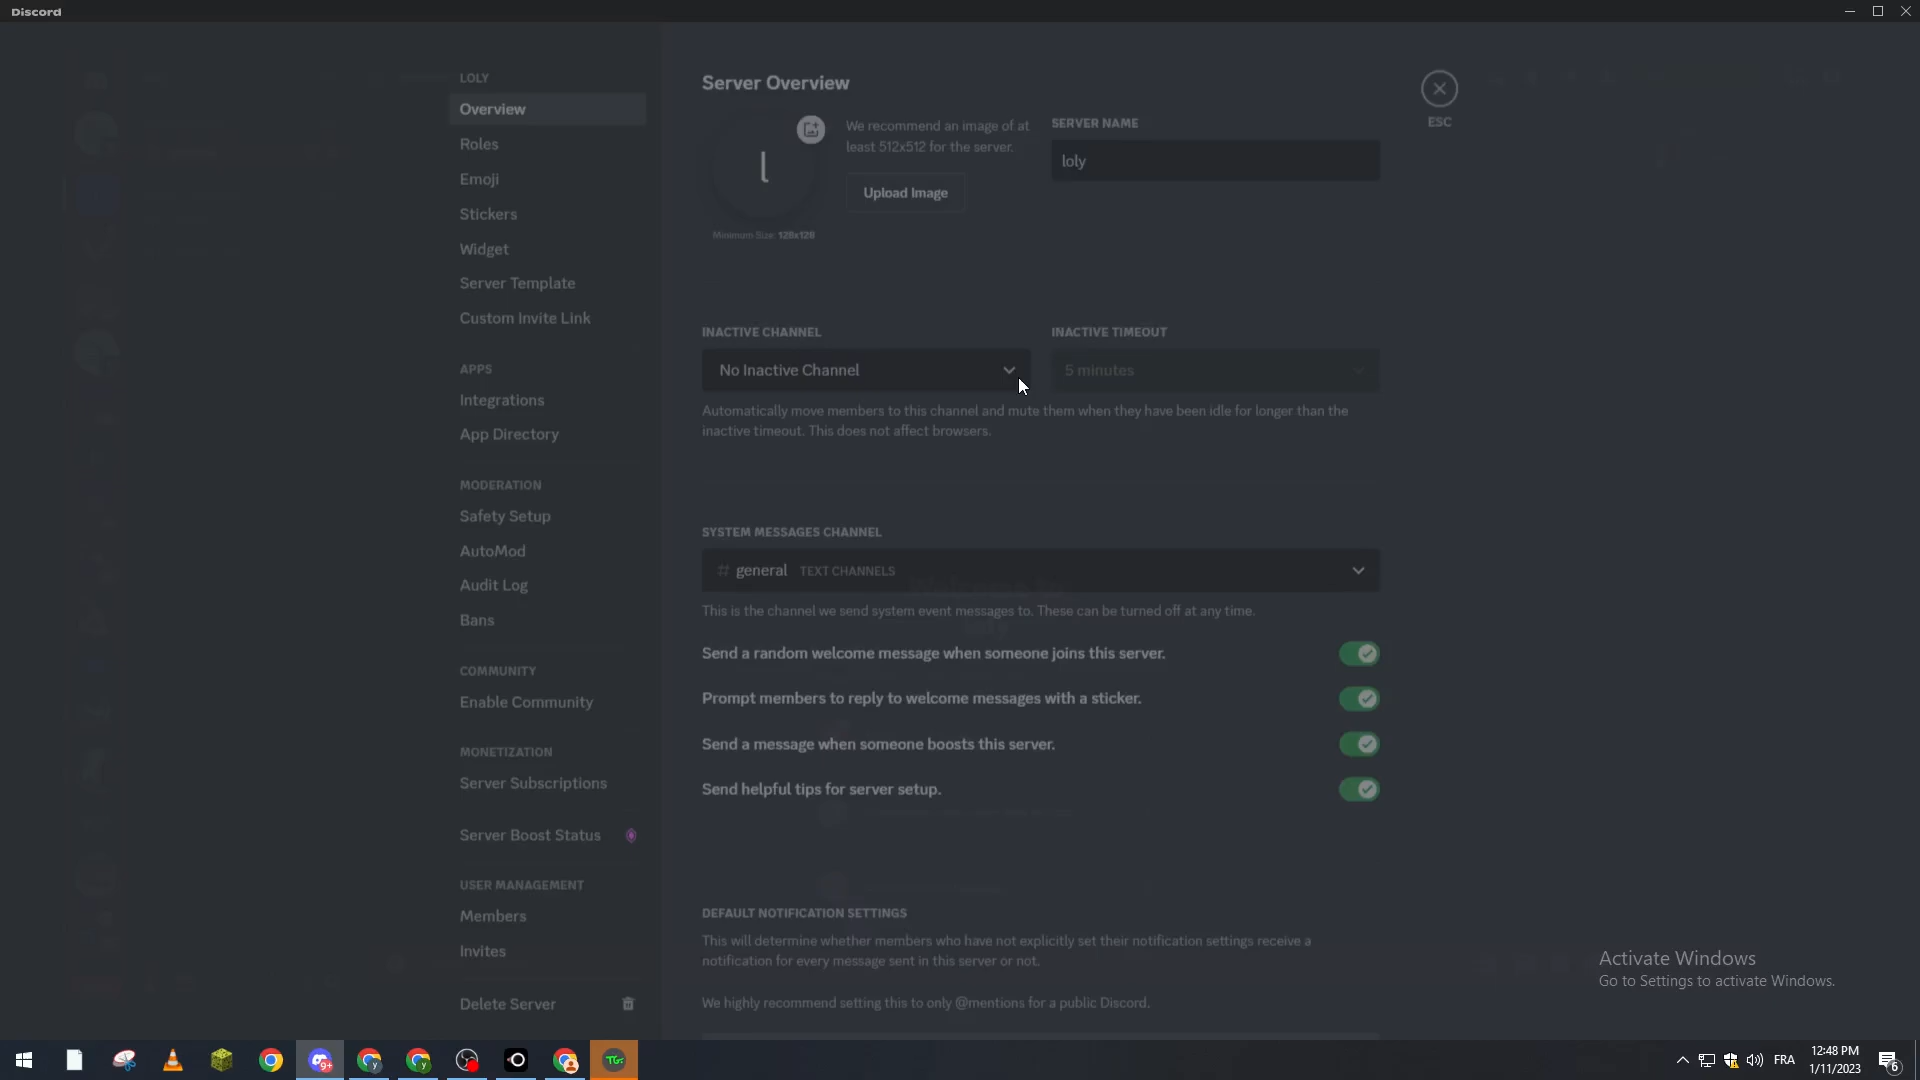 Discord
LOLY
Overview
Roles
Emoji
Stickers
Widget
Server Template
Custom Invite Link
APPS
Integrations
App Directory
MODERATION
Safety Setup
AutoMod
Audit Log
Bans
COMMUNITY
Enable Community
MONETIZATION
Server Subscriptions
Server Boost Status
USER MANAGEMENT
Members
Invites
Delete Server
Server Overview
ESC
l
Minimum Size: 128x128
We recommend an image of at
least 512x512 for the server.
Upload Image
SERVER NAME
loly
INACTIVE CHANNEL
No Inactive Channel
INACTIVE TIMEOUT
5 minutes
Automatically move members to this channel and mute them when they have been idle for longer than the
inactive timeout. This does not affect browsers.
SYSTEM MESSAGES CHANNEL
# general TEXT CHANNELS
This is the channel we send system event messages to. These can be turned off at any time.
Send a random welcome message when someone joins this server.
Prompt members to reply to welcome messages with a sticker.
Send a message when someone boosts this server.
Send helpful tips for server setup.
DEFAULT NOTIFICATION SETTINGS
This will determine whether members who have not explicitly set their notification settings receive a
notification for every message sent in this server or not.
We highly recommend setting this to only @mentions for a public Discord.
Activate Windows
Go to Settings to activate Windows.
9+
y
y
FRA
12:48 PM
1/11/2023
6